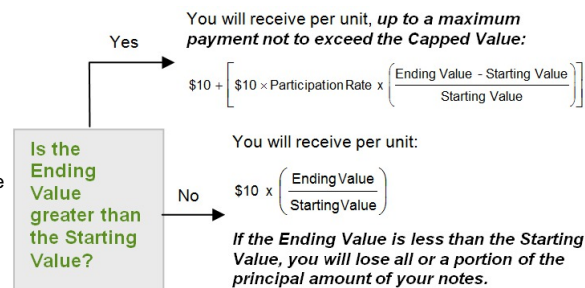 You will receive per unit, up to a maximum
payment not to exceed the Capped Value:
Yes
$10 + [ $10 × Participation Rate x ( Ending Value - Starting Value / Starting Value ) ]
Is the
Ending
Value
greater than
the Starting
Value?
e
No
You will receive per unit:
$10 x ( Ending Value / Starting Value )
If the Ending Value is less than the Starting
Value, you will lose all or a portion of the
principal amount of your notes.